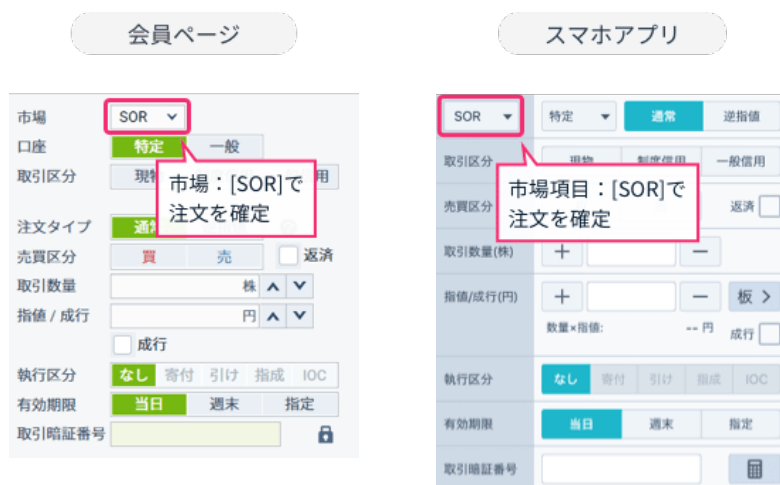 会員ページ
市場 SOR
口座 特定 一般
取引区分 現 用
市場：[SOR]で
注文を確定
注文タイプ 通
売買区分 買 売 返済
取引数量 株
指値 / 成行 円
成行
執行区分 なし 寄付 引け 指成 IOC
有効期限 当日 週末 指定
取引暗証番号
スマホアプリ
SOR 特定 通常 逆指値
取引区分 現物 制度信用 一般信用
市場項目：[SOR]で
注文を確定
売買区分 返済
取引数量(株) ＋ －
指値/成行(円) ＋ － 板 >
数量×指値: -- 円 成行
執行区分 なし 寄付 引け 指成 IOC
有効期限 当日 週末 指定
取引暗証番号